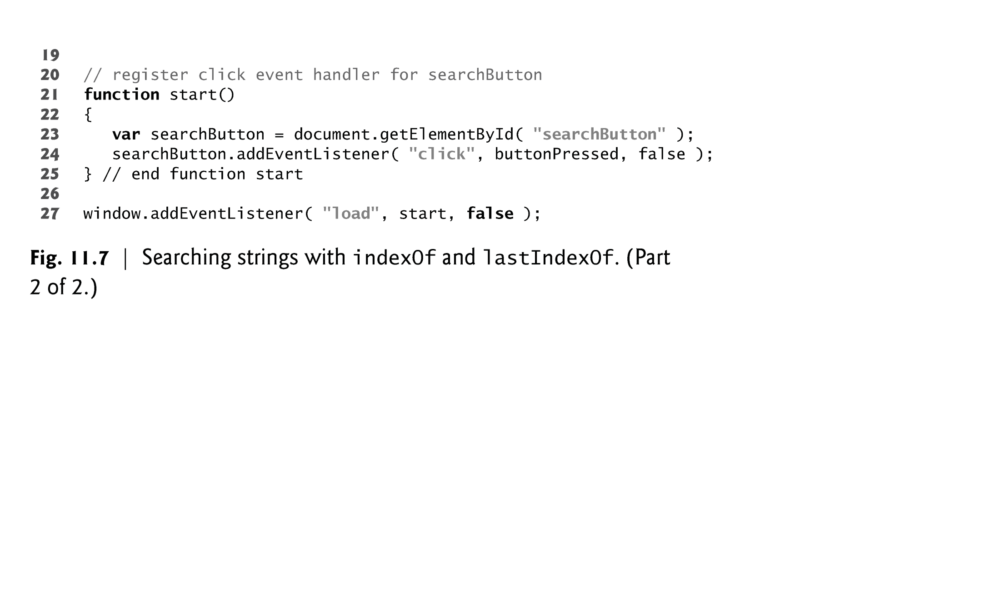 19
20 // register click event handler for searchButton
21 function start()
22 {
23    var searchButton = document.getElementById( "searchButton" );
24    searchButton.addEventListener( "click", buttonPressed, false );
25 } // end function start
26
27 window.addEventListener( "load", start, false );
Fig. 11.7 | Searching strings with indexOf and lastIndexOf. (Part
2 of 2.)